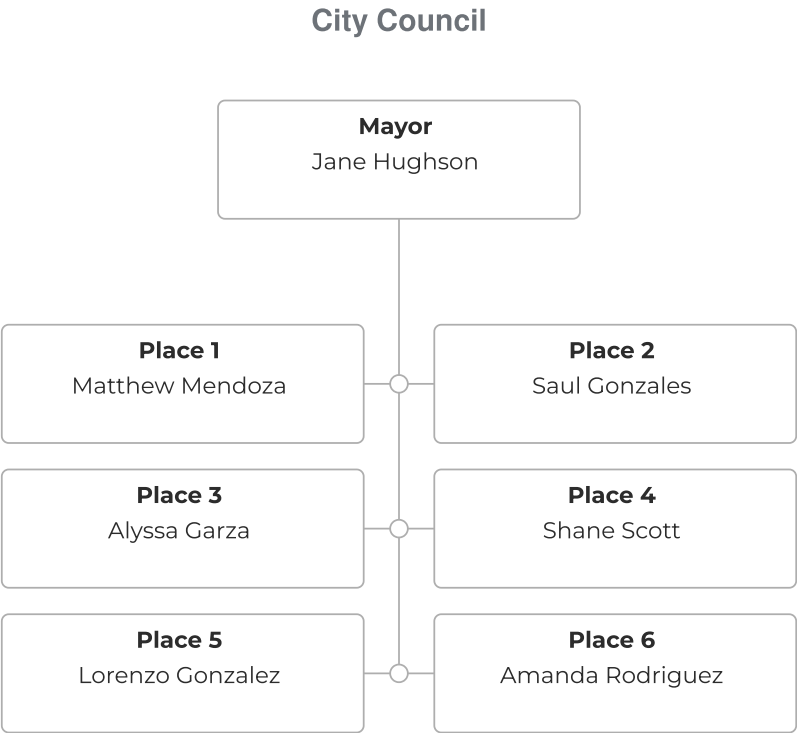 City Council
Mayor
Jane Hughson
Place 1
Matthew Mendoza
Place 2
Saul Gonzales
Place 3
Alyssa Garza
Place 4
Shane Scott
Place 5
Lorenzo Gonzalez
Place 6
Amanda Rodriguez